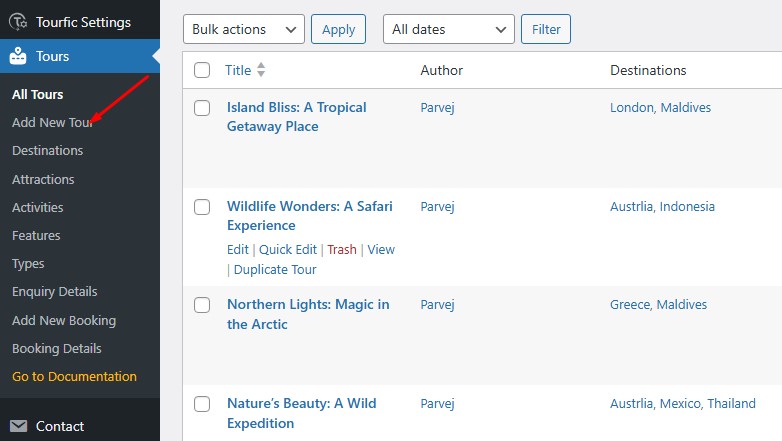 Tourfic Settings
Tours
All Tours
Add New Tour
Destinations
Attractions
Activities
Features
Types
Enquiry Details
Add New Booking
Booking Details
Go to Documentation
Contact
Bulk actions Apply All dates Filter
Title Author Destinations
Island Bliss: A Tropical Parvej London, Maldives
Getaway Place
Wildlife Wonders: A Safari Parvej Austrlia, Indonesia
Experience
Edit | Quick Edit | Trash | View
| Duplicate Tour
Northern Lights: Magic in Parvej Greece, Maldives
the Arctic
Nature's Beauty: A Wild Parvej Austrlia, Mexico, Thailand
Expedition